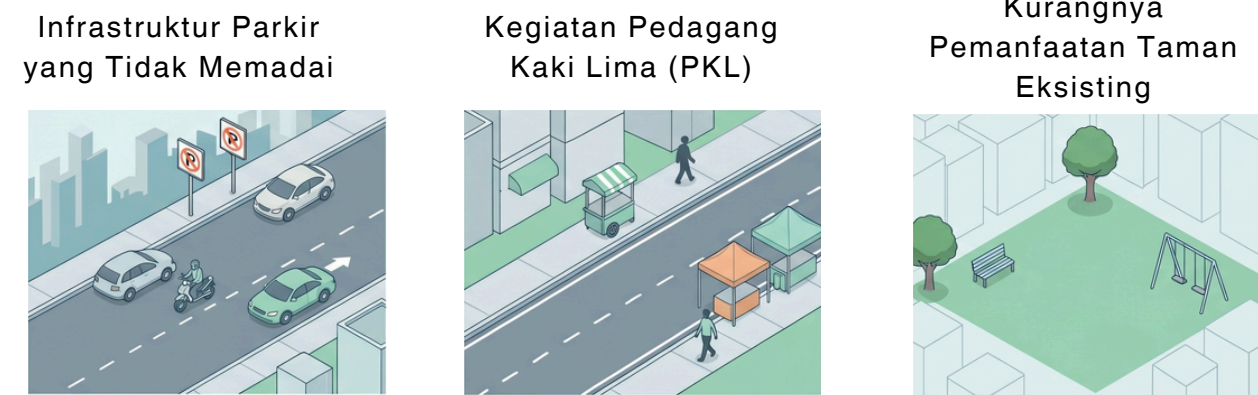 Infrastruktur Parkir
yang Tidak Memadai
Kegiatan Pedagang
Kaki Lima (PKL)
Kurangnya
Pemanfaatan Taman
Eksisting
P
P